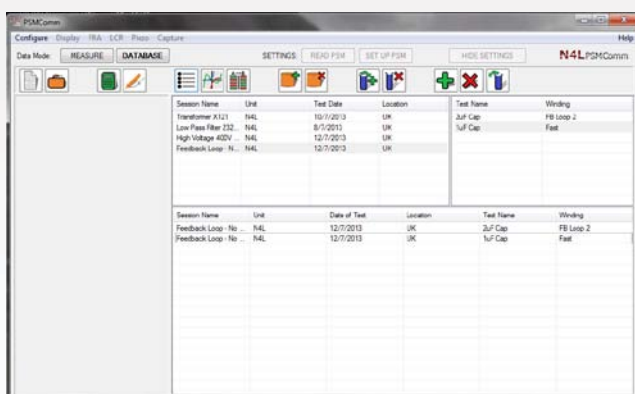 PSMComm
Configure Display FRA LCR Phase Capture Help
Data Mode: MEASURE DATABASE SETTINGS: READ PSM SET UP PSM HIDE SETTINGS N4LPSMComm
Session Name Unit Test Date Location Test Name Winding
Transformer X121 N4L 10/7/2013 UK 2uF Cap FB Loop 2
Low Pass Filter 232... N4L 8/7/2013 UK 1uF Cap Fast
High Voltage 400V ... N4L 12/7/2013 UK
Feedback Loop - N... N4L 12/7/2013 UK
Session Name Unit Date of Test Location Test Name Winding
Feedback Loop - No ... N4L 12/7/2013 UK 2uF Cap FB Loop 2
Feedback Loop - No ... N4L 12/7/2013 UK 1uF Cap Fast